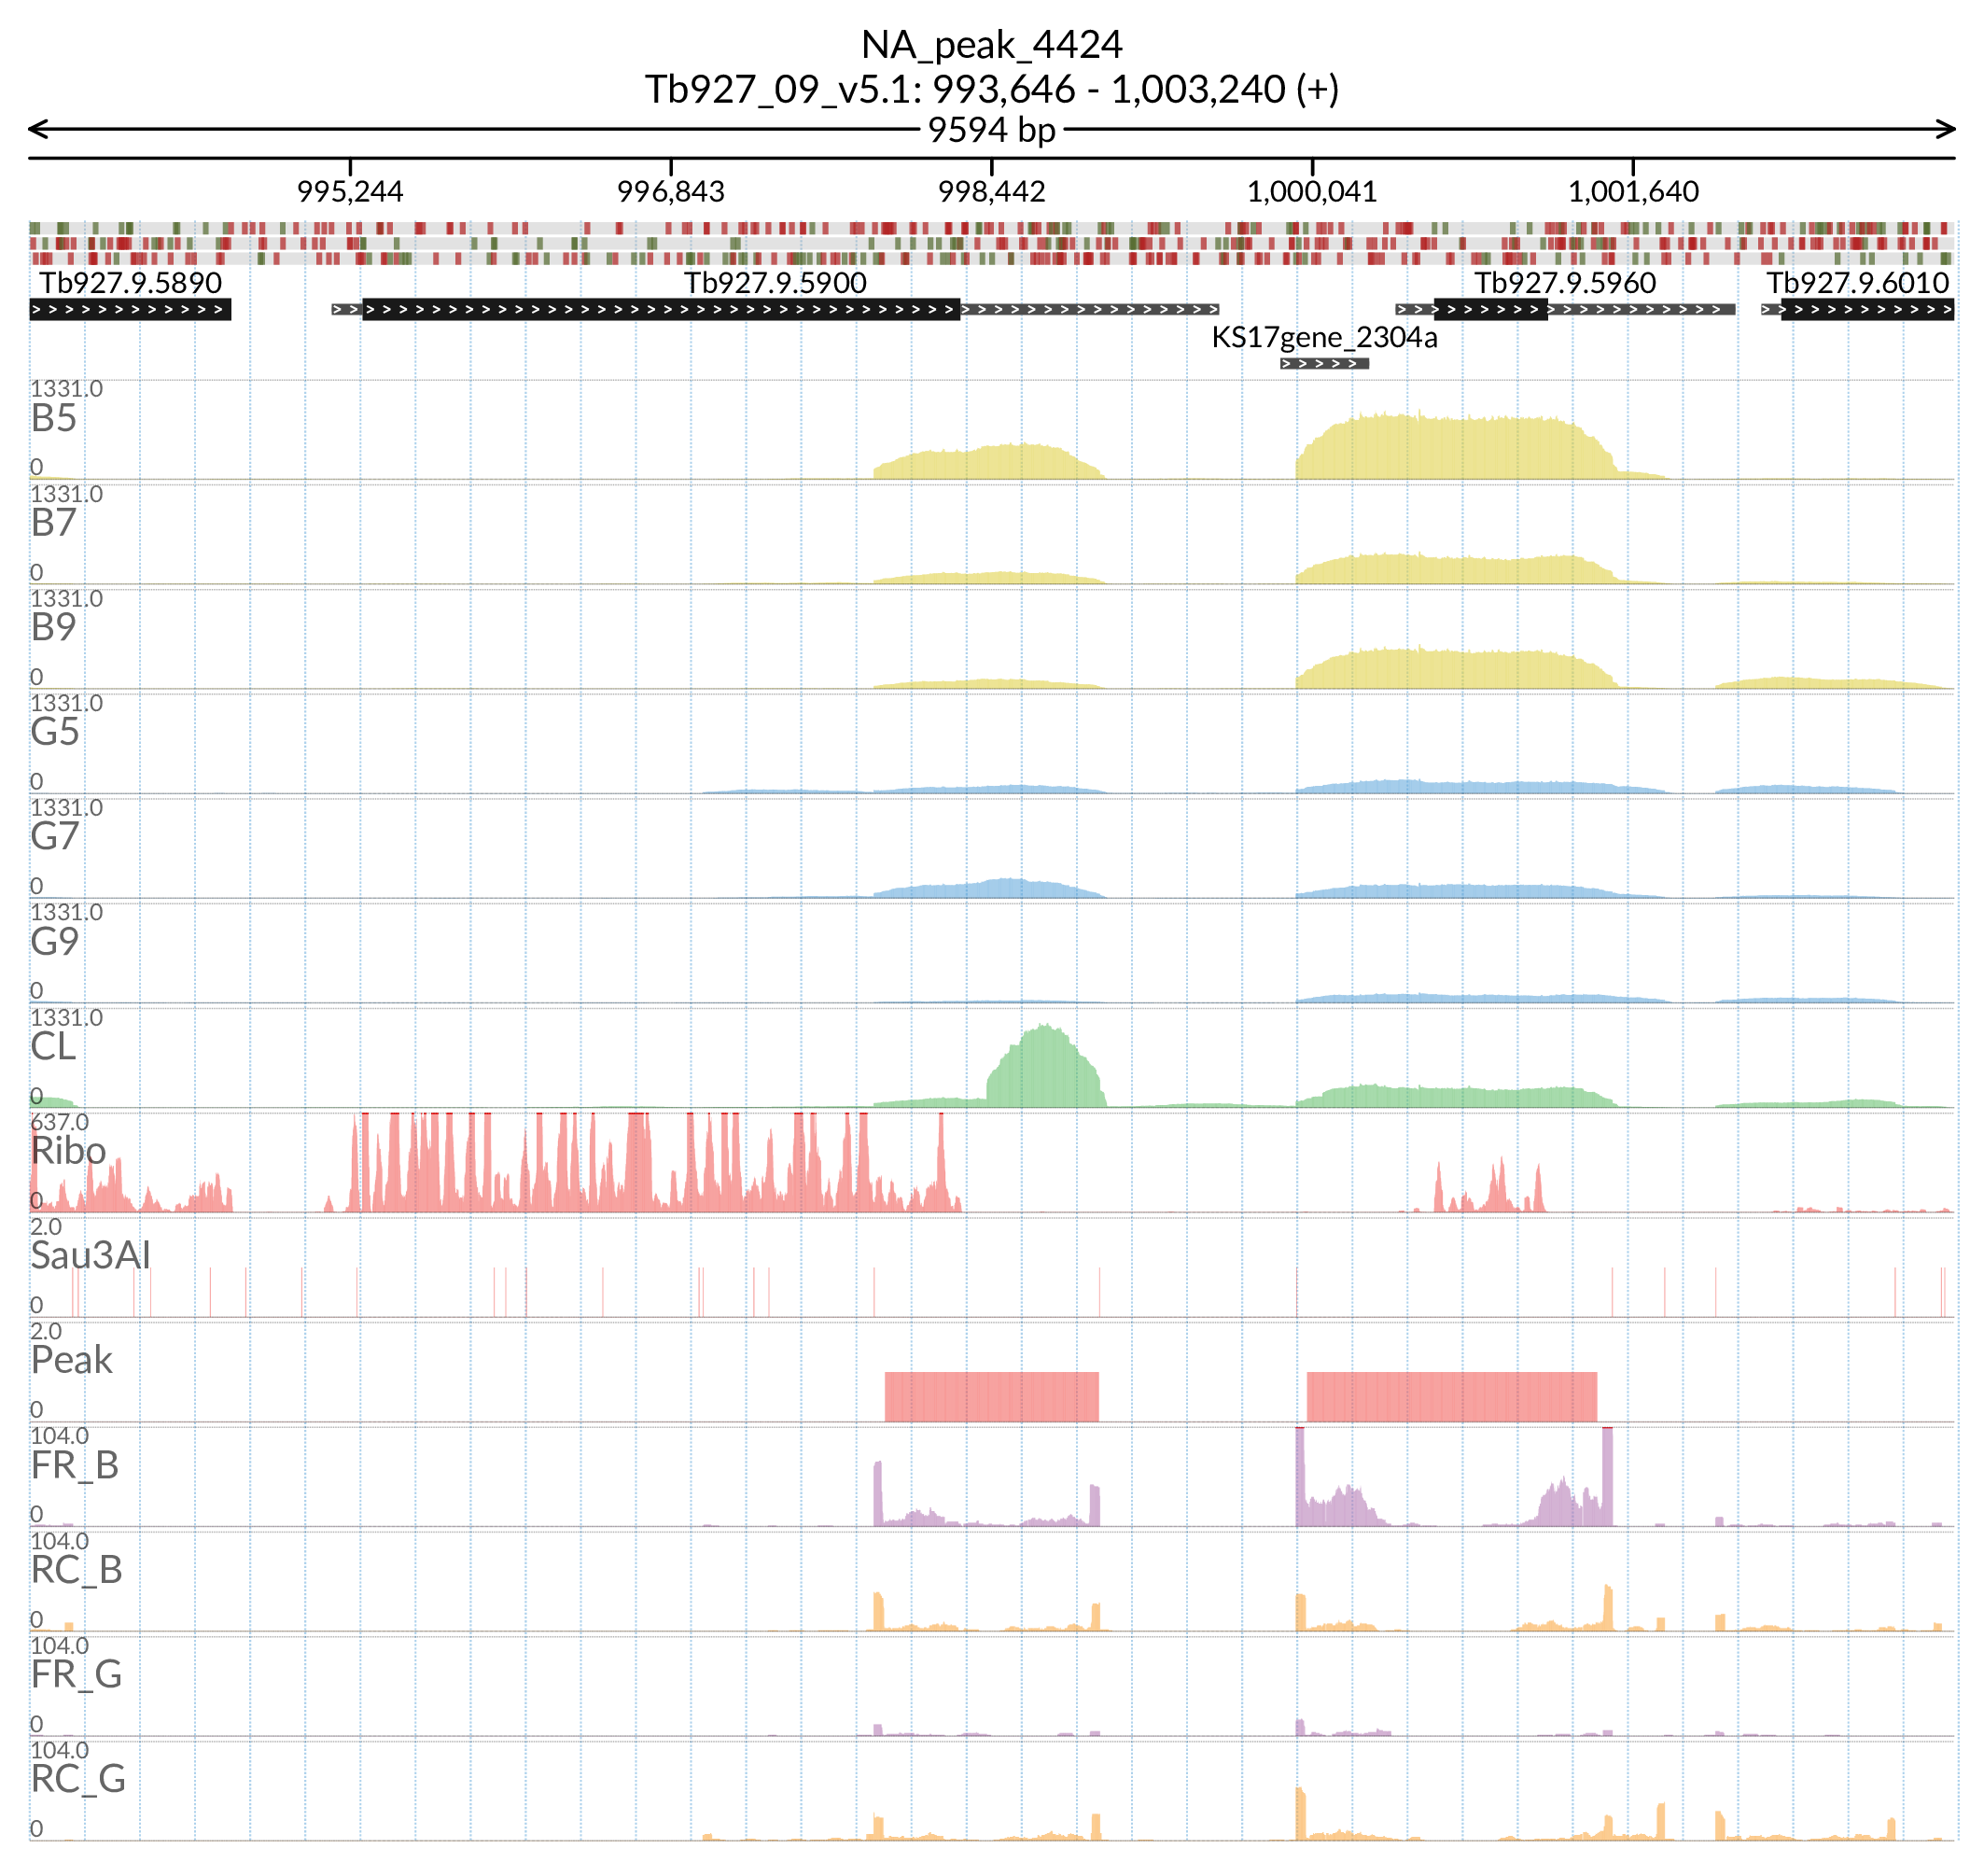 NA_peak_4424
Tb927_09_v5.1: 993,646 - 1,003,240 (+)
9594 bp
995,244 996,843 998,442 1,000,041 1,001,640
Tb927.9.5890 Tb927.9.5900 Tb927.9.5960 Tb927.9.6010
KS17gene_2304a
1331.0
B5
0
1331.0
B7
0
1331.0
B9
0
1331.0
G5
0
1331.0
G7
0
1331.0
G9
0
1331.0
CL
0
637.0
Ribo
0
2.0
Sau3AI
0
2.0
Peak
0
104.0
FR_B
0
104.0
RC_B
0
104.0
FR_G
0
104.0
RC_G
0